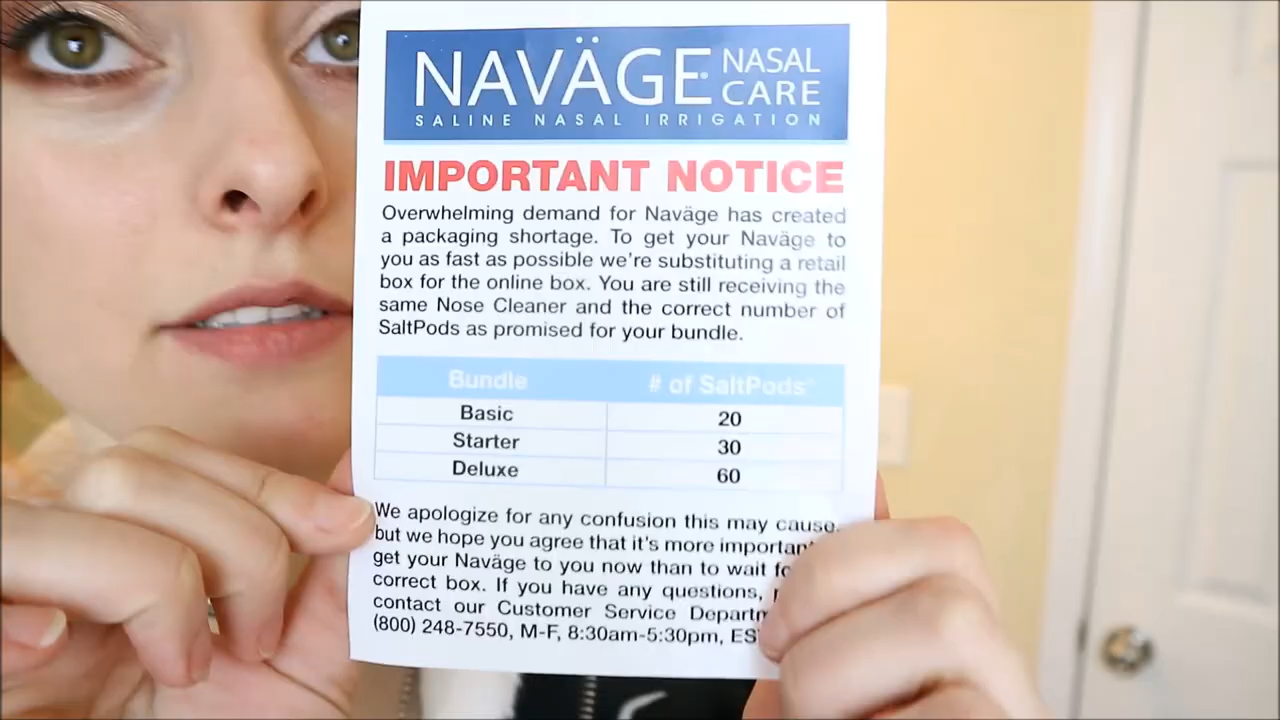 NAVÄGE® NASAL CARE
SALINE NASAL IRRIGATION
IMPORTANT NOTICE
Overwhelming demand for Naväge has created
a packaging shortage. To get your Naväge to
you as fast as possible we're substituting a retail
box for the online box. You are still receiving the
same Nose Cleaner and the correct number of
SaltPods as promised for your bundle.
Bundle # of SaltPods®
Basic 20
Starter 30
Deluxe 60
We apologize for any confusion this may cause,
but we hope you agree that it's more important
get your Naväge to you now than to wait
correct box. If you have any questions,
contact our Customer Service
(800) 248-7550, M-F, 8:30am-5:30pm,